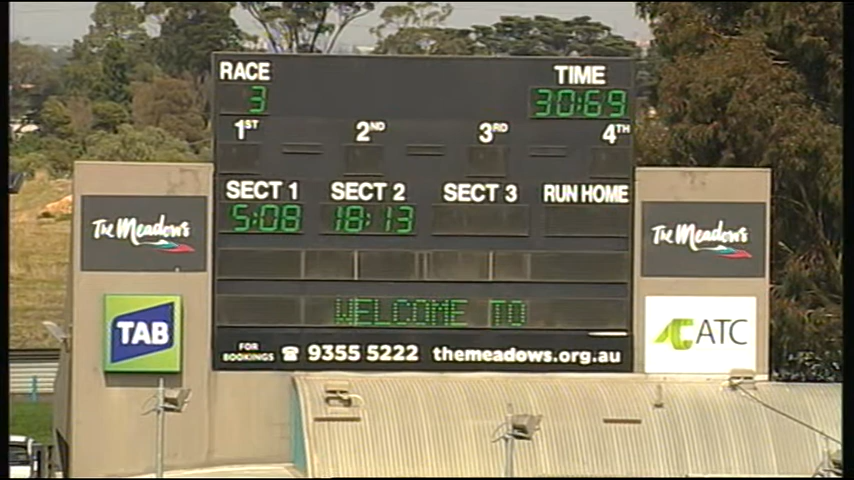 RACE TIME
3 30:69
1ST 2ND 3RD 4TH
SECT 1 SECT 2 SECT 3 RUN HOME
5:08 18:13
The Meadows
The Meadows
WELCOME TO
TAB
ATC
FOR BOOKINGS ☎ 9355 5222 themeadows.org.au